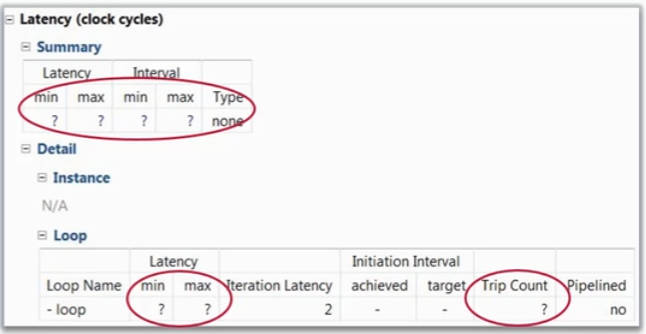 Latency (clock cycles)
Summary
Latency Interval
min max min max Type
? ? ? ? none
Detail
Instance
N/A
Loop
Latency Initiation Interval
Loop Name min max Iteration Latency achieved target Trip Count Pipelined
- loop ? ? 2 - - ? no